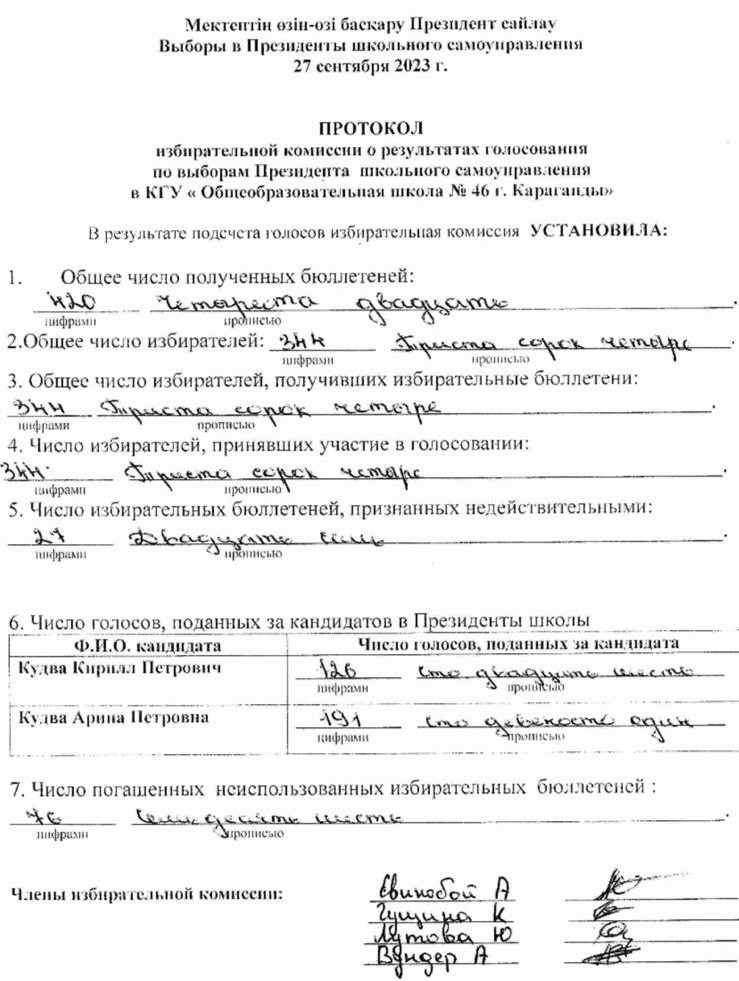 Мектептің өзін-өзі басқару Президент сайлау
Выборы в Президенты школьного самоуправления
27 сентября 2023 г.
ПРОТОКОЛ
избирательной комиссии о результатах голосования
по выборам Президента школьного самоуправления
в КГУ « Общеобразовательная школа № 46 г. Караганды»
В результате подсчета голосов избирательная комиссия УСТАНОВИЛА:
1. Общее число полученных бюллетеней:
420 четыреста двадцать.
цифрами прописью
2.Общее число избирателей: 344 Триста сорок четыре.
цифрами прописью
3. Общее число избирателей, получивших избирательные бюллетени:
344 Триста сорок четыре.
цифрами прописью
4. Число избирателей, принявших участие в голосовании:
344 Триста сорок четыре.
цифрами прописью
5. Число избирательных бюллетеней, признанных недействительными:
27 Двадцать семь.
цифрами прописью
6. Число голосов, поданных за кандидатов в Президенты школы
Ф.И.О. кандидата Число голосов, поданных за кандидата
Кудва Кирилл Петрович 126 сто двадцать шесть
цифрами прописью
Кудва Арина Петровна 191 сто девяносто один
цифрами прописью
7. Число погашенных неиспользованных избирательных бюллетеней :
76 семьдесять шесть.
цифрами прописью
Члены избирательной комиссии: Свинобой А
Гущина К
Лутова Ю
Вундер А